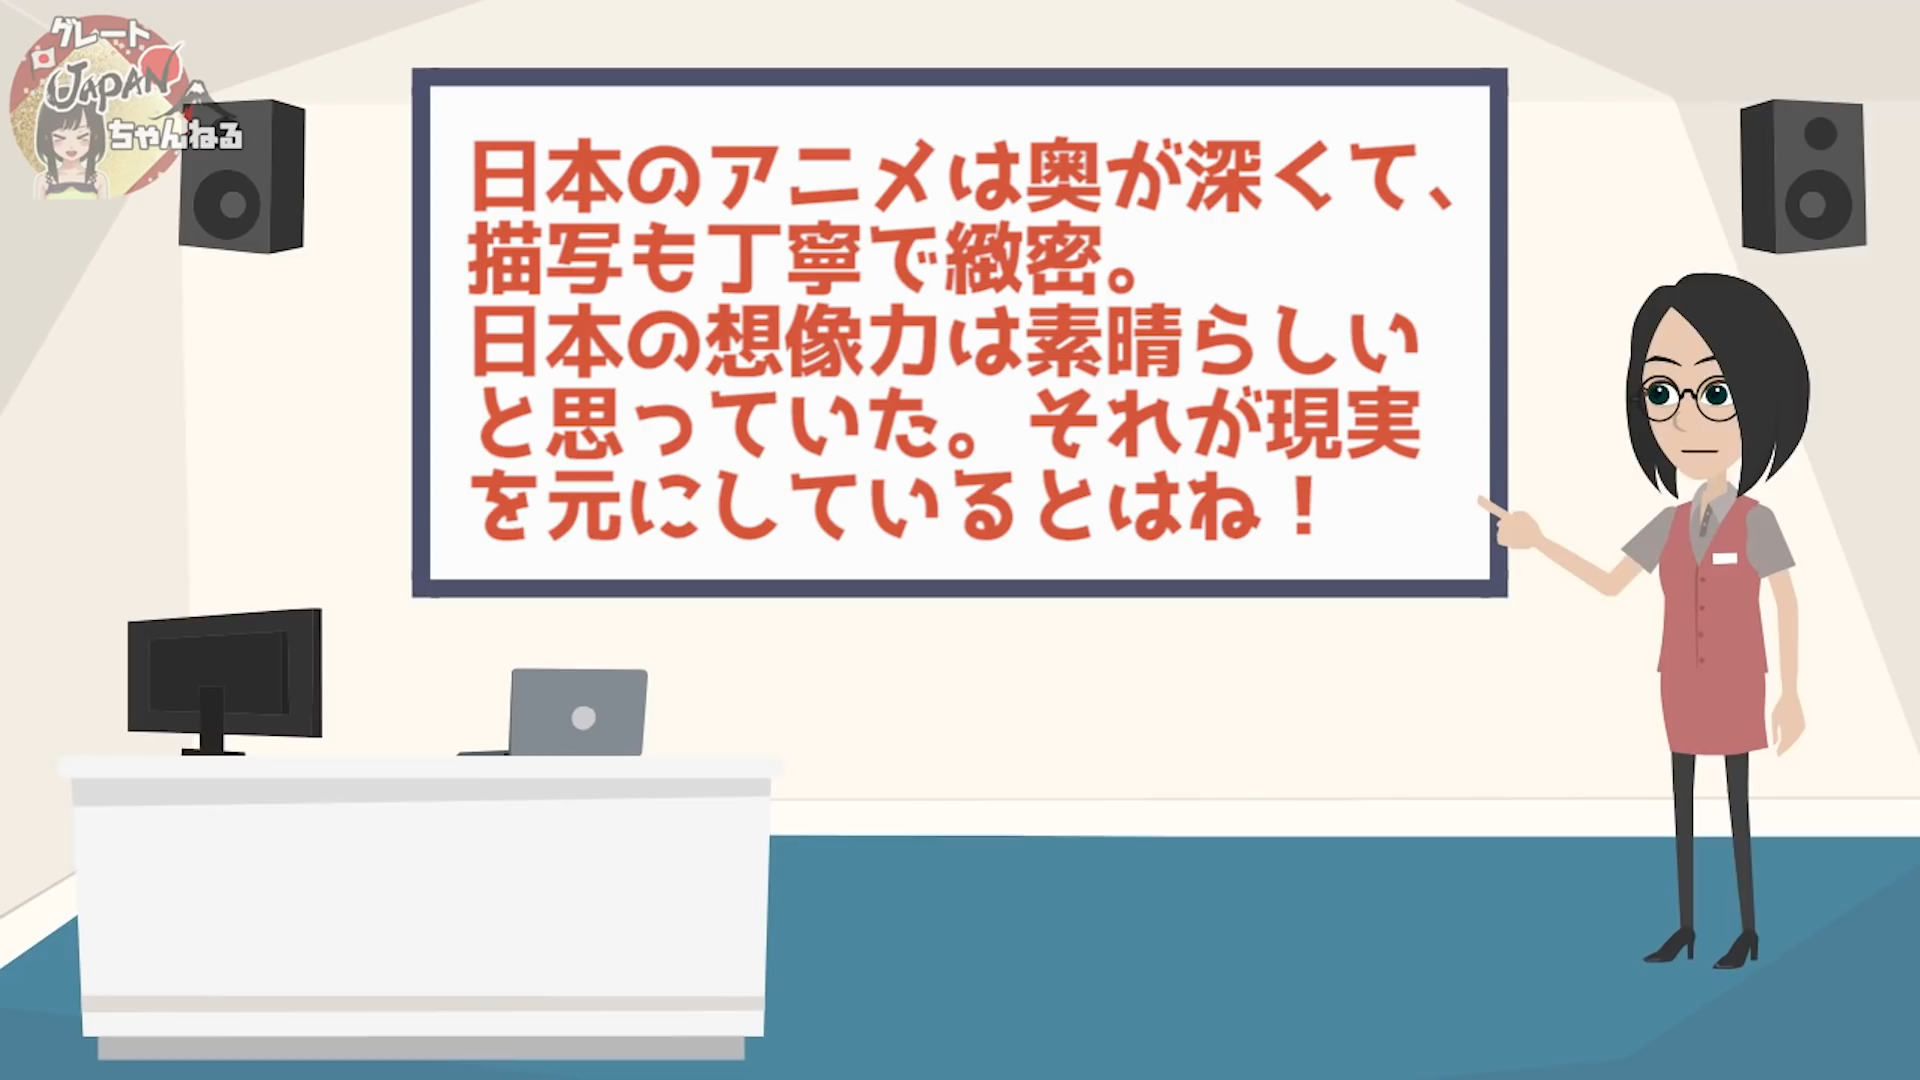 グレート
JAPAN
ちゃんねる
日本のアニメは奥が深くて、
描写も丁寧で緻密。
日本の想像力は素晴らしい
と思っていた。それが現実
を元にしているとはね！